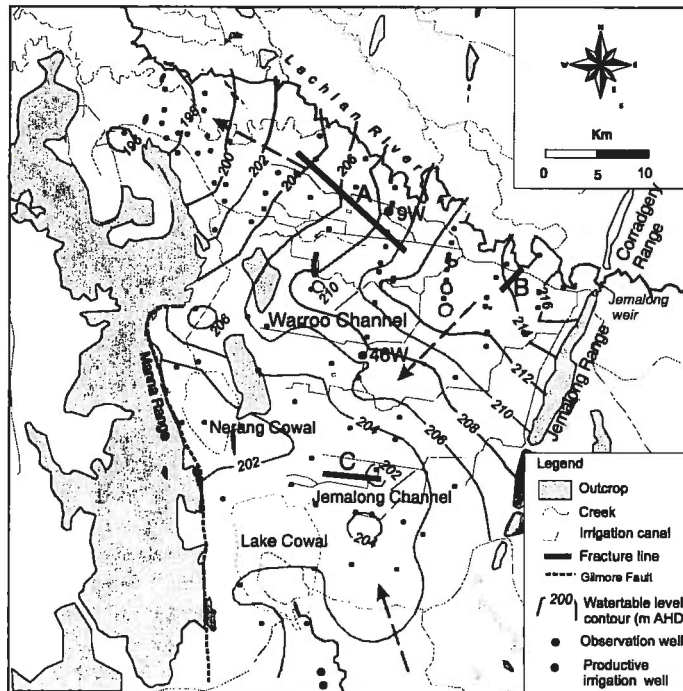 N
W
E
S
Km
0 5 10
Lachlan River
198
196
200
202
204
206
A
9W
Corradgery
Range
210
B
216
214
Jemalong
weir
206
Warroo Channel
46W
212
210
208
206
204
Jemalong Range
Manna Range
Nerang Cowal
202
C
202
Jemalong Channel
204
Lake Cowal
Legend
Outcrop
Creek
Irrigation canal
Fracture line
Gilmore Fault
200 Watertable level
contour (m AHD
Observation well
Productive
irrigation well